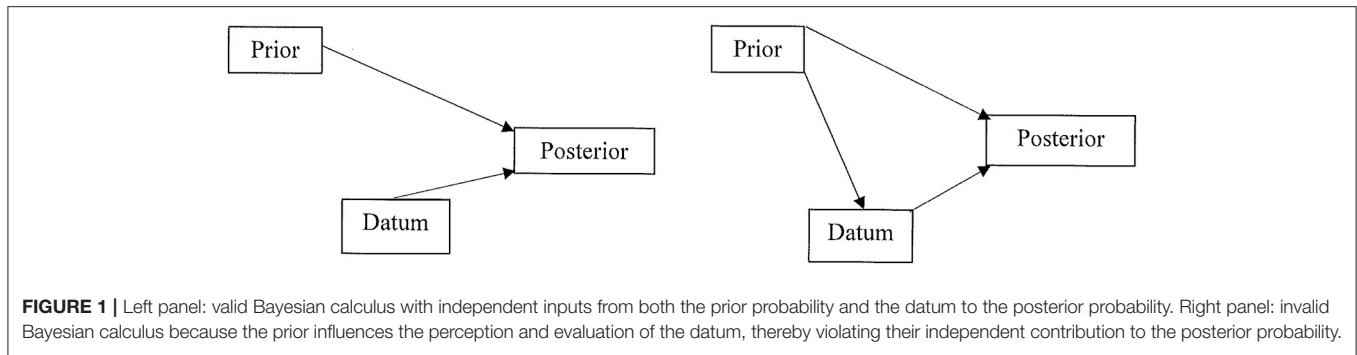 Prior
Posterior
Datum
Prior
Posterior
Datum
FIGURE 1 | Left panel: valid Bayesian calculus with independent inputs from both the prior probability and the datum to the posterior probability. Right panel: invalid
Bayesian calculus because the prior influences the perception and evaluation of the datum, thereby violating their independent contribution to the posterior probability.